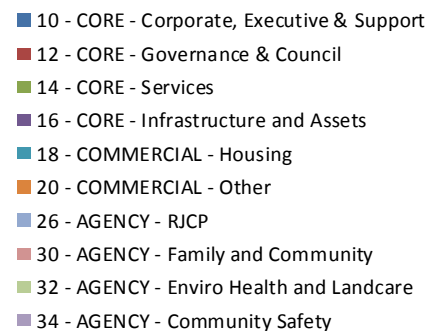 10 - CORE - Corporate, Executive & Support
12 - CORE - Governance & Council
14 - CORE - Services
16 - CORE - Infrastructure and Assets
18 - COMMERCIAL - Housing
20 - COMMERCIAL - Other
26 - AGENCY - RJCP
30 - AGENCY - Family and Community
32 - AGENCY - Enviro Health and Landcare
34 - AGENCY - Community Safety